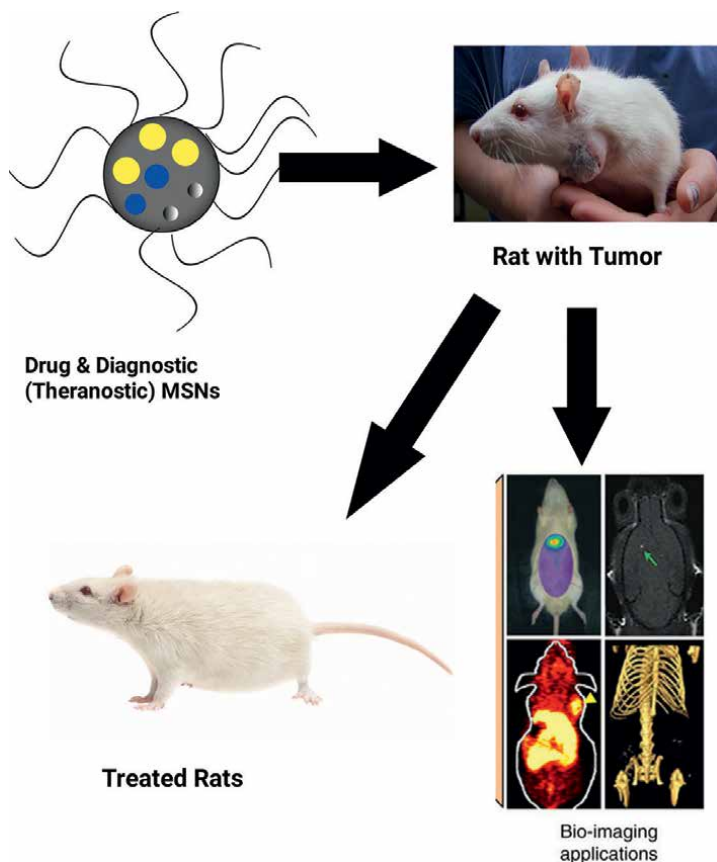 Rat with Tumor
Drug & Diagnostic
(Theranostic) MSNs
Treated Rats
Bio-imaging
applications